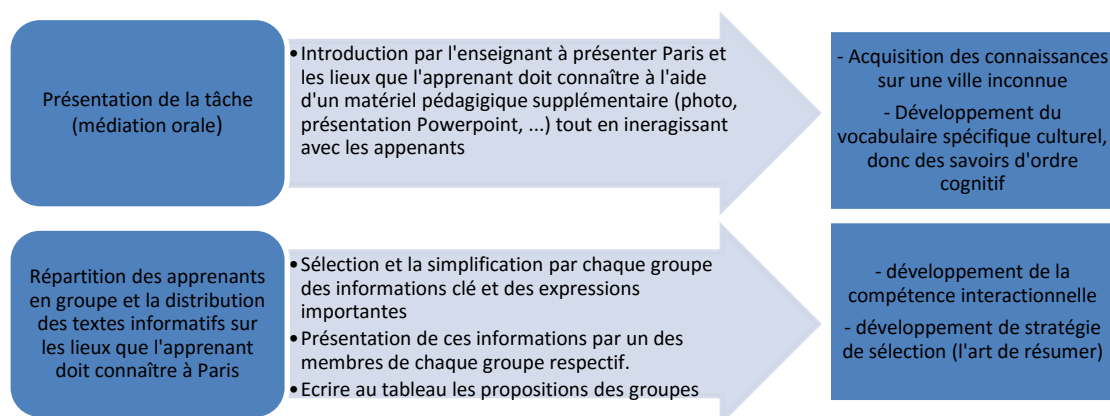 Présentation de la tâche
(médiation orale)
•Introduction par l'enseignant à présenter Paris et
les lieux que l'apprenant doit connaître à l'aide
d'un matériel pédagigique supplémentaire (photo,
présentation Powerpoint, ...) tout en ineragissant
avec les appenants
- Acquisition des connaissances
sur une ville inconnue
- Développement du
vocabulaire spécifique culturel,
donc des savoirs d'ordre
cognitif
Répartition des apprenants
en groupe et la distribution
des textes informatifs sur
les lieux que l'apprenant
doit connaître à Paris
•Sélection et la simplification par chaque groupe
des informations clé et des expressions
importantes
•Présentation de ces informations par un des
membres de chaque groupe respectif.
•Ecrire au tableau les propositions des groupes
- développement de la
compétence interactionnelle
- développement de stratégie
de sélection (l'art de résumer)